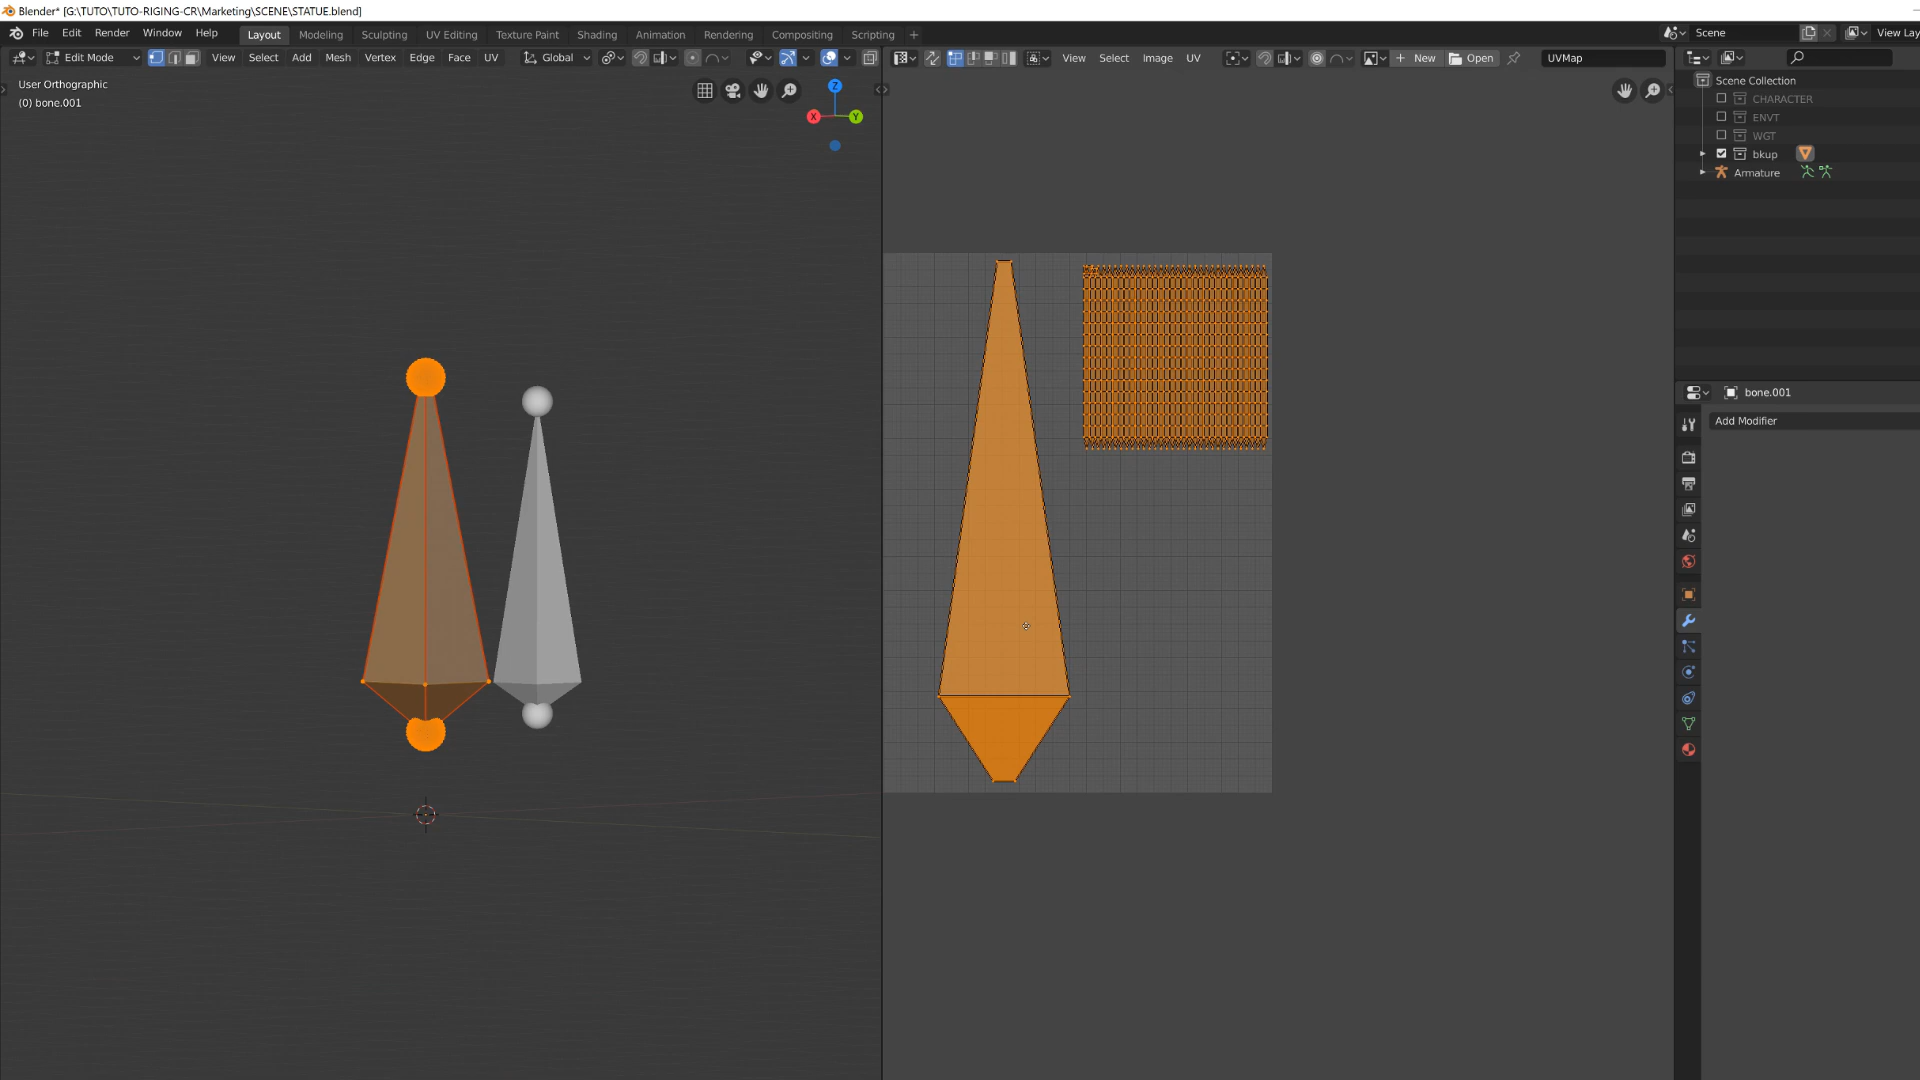 Blender* [G:\TUTO\TUTO-RIGING-CR\Marketing\SCENE\STATUE.blend]
File Edit Render Window Help Layout Modeling Sculpting UV Editing Texture Paint Shading Animation Rendering Compositing Scripting + Scene View Lay
Edit Mode View Select Add Mesh Vertex Edge Face UV Global View Select Image UV New Open UVMap
User Orthographic
(0) bone.001
Z
X Y
Scene Collection
CHARACTER
ENVT
WGT
bkup
Armature
bone.001
Add Modifier